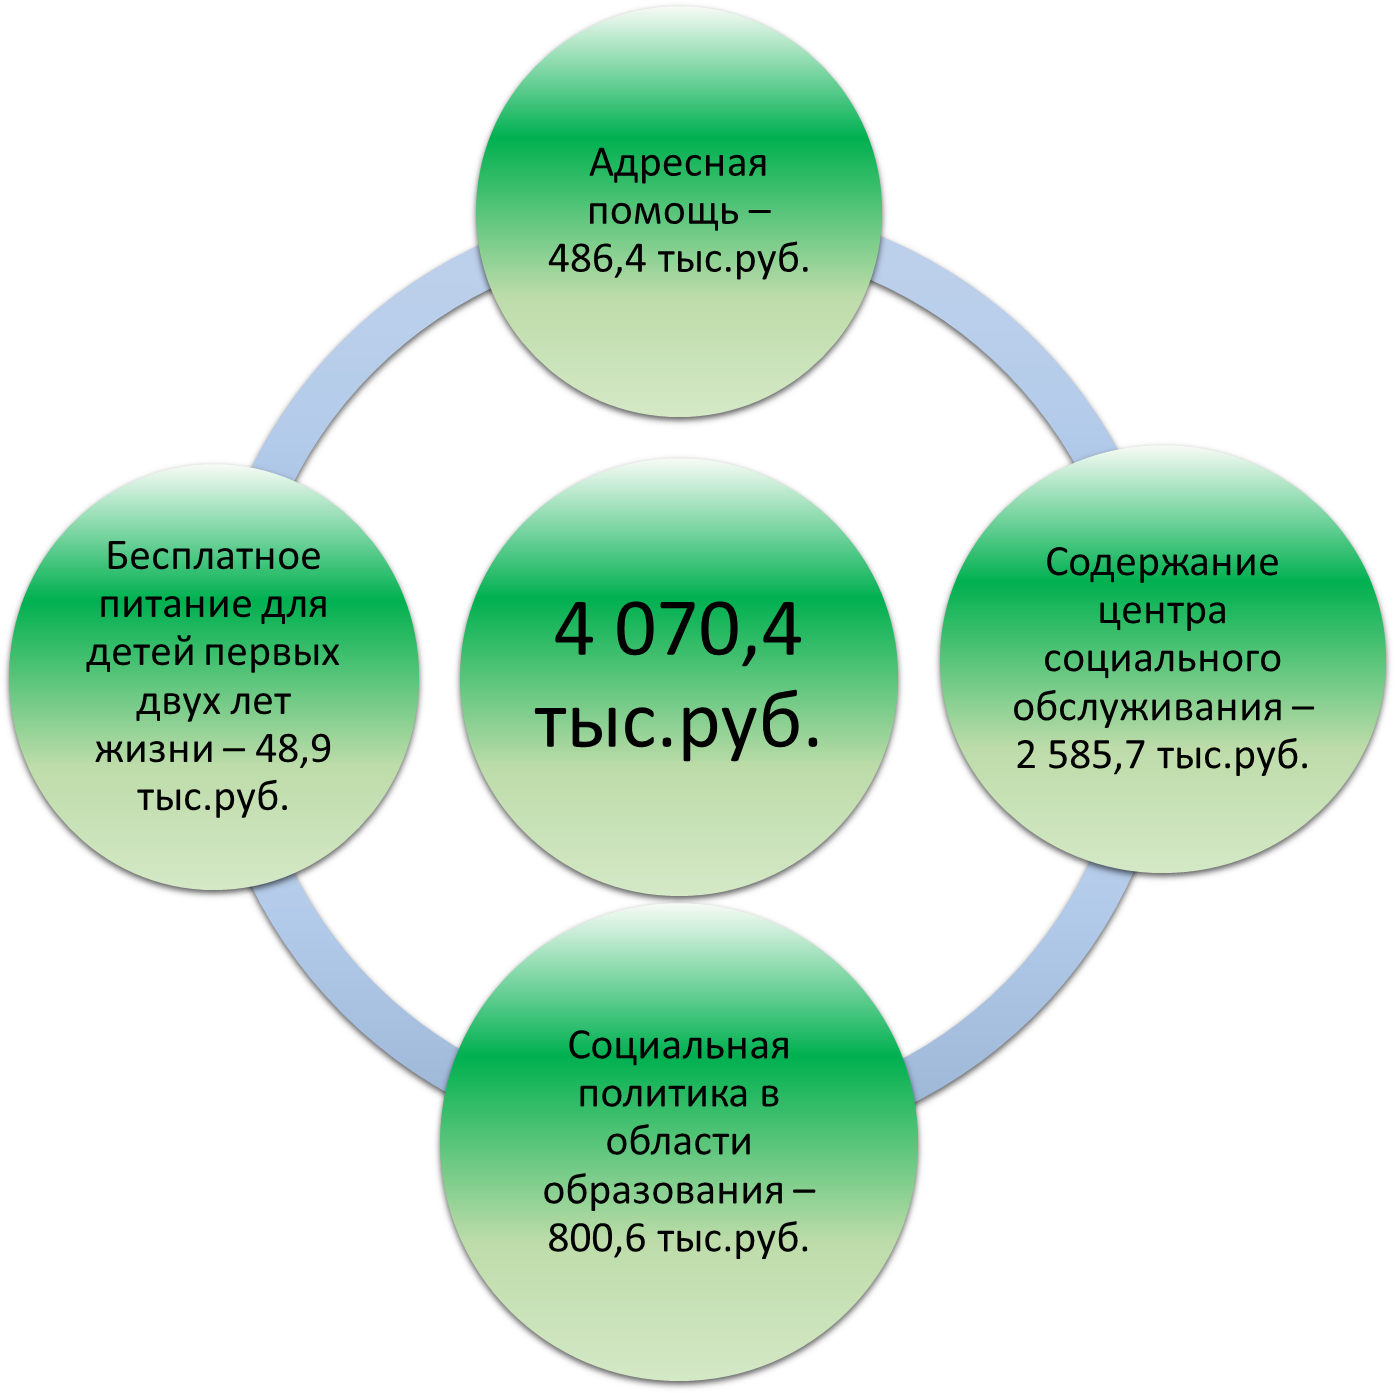 Адресная
помощь –
486,4 тыс.руб.
Бесплатное
питание для
детей первых
двух лет
жизни – 48,9
тыс.руб.
4 070,4
тыс.руб.
Содержание
центра
социального
обслуживания –
2 585,7 тыс.руб.
Социальная
политика в
области
образования –
800,6 тыс.руб.